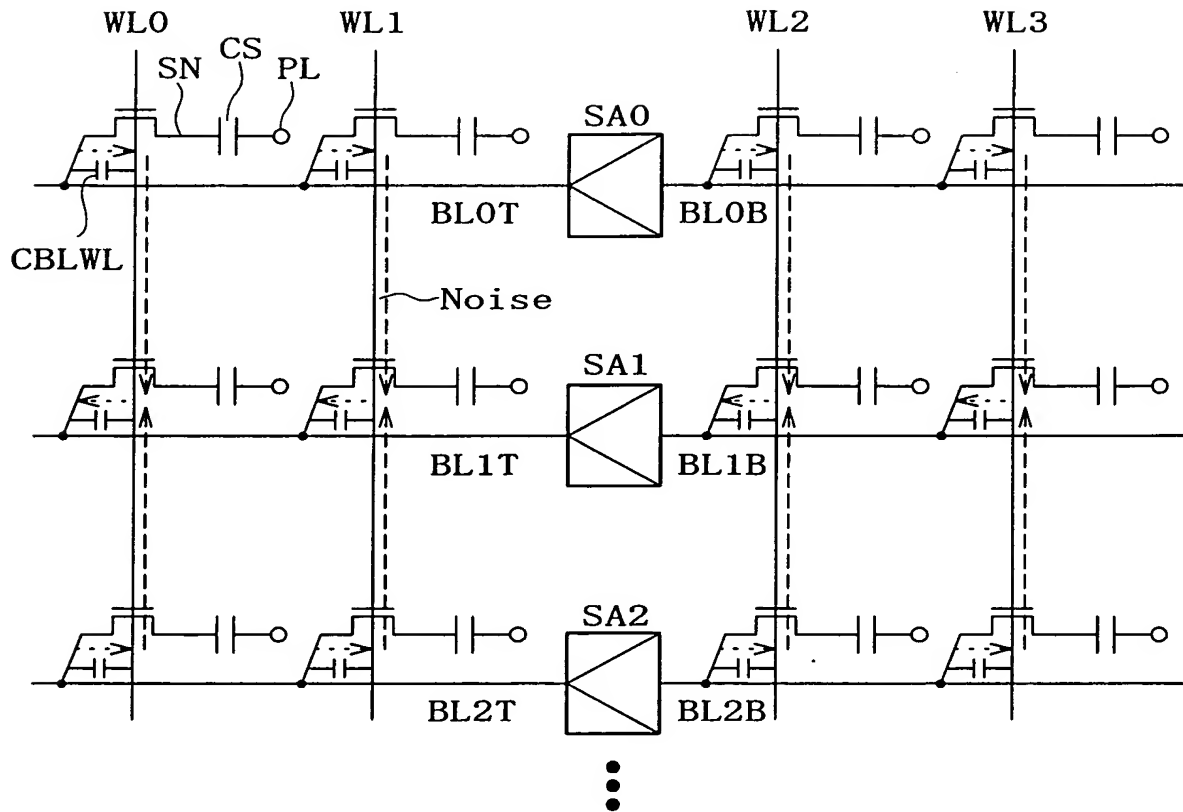 WL0 WL1 WL2 WL3
SN CS PL
SA0
BL0T BL0B
CBLWL
Noise
SA1
BL1T BL1B
SA2
BL2T BL2B